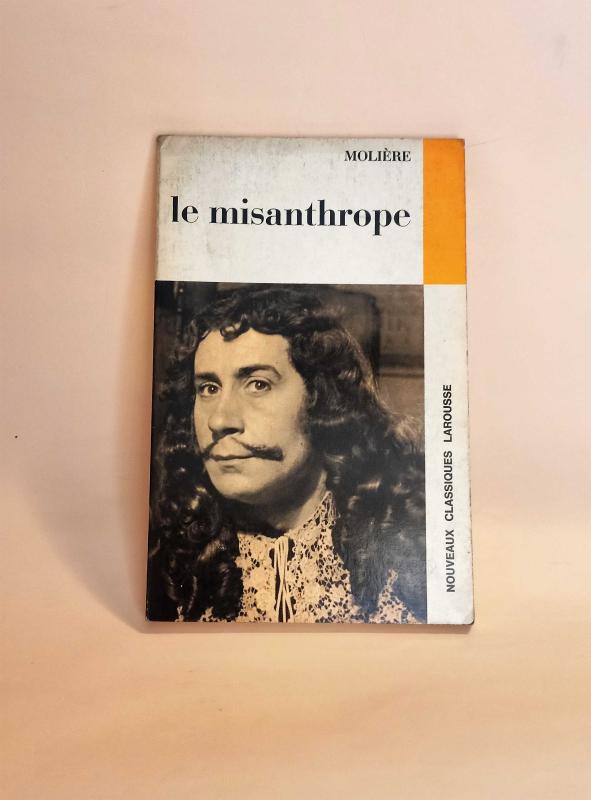 MOLIÈRE
le misanthrope
NOUVEAUX CLASSIQUES LAROUSSE